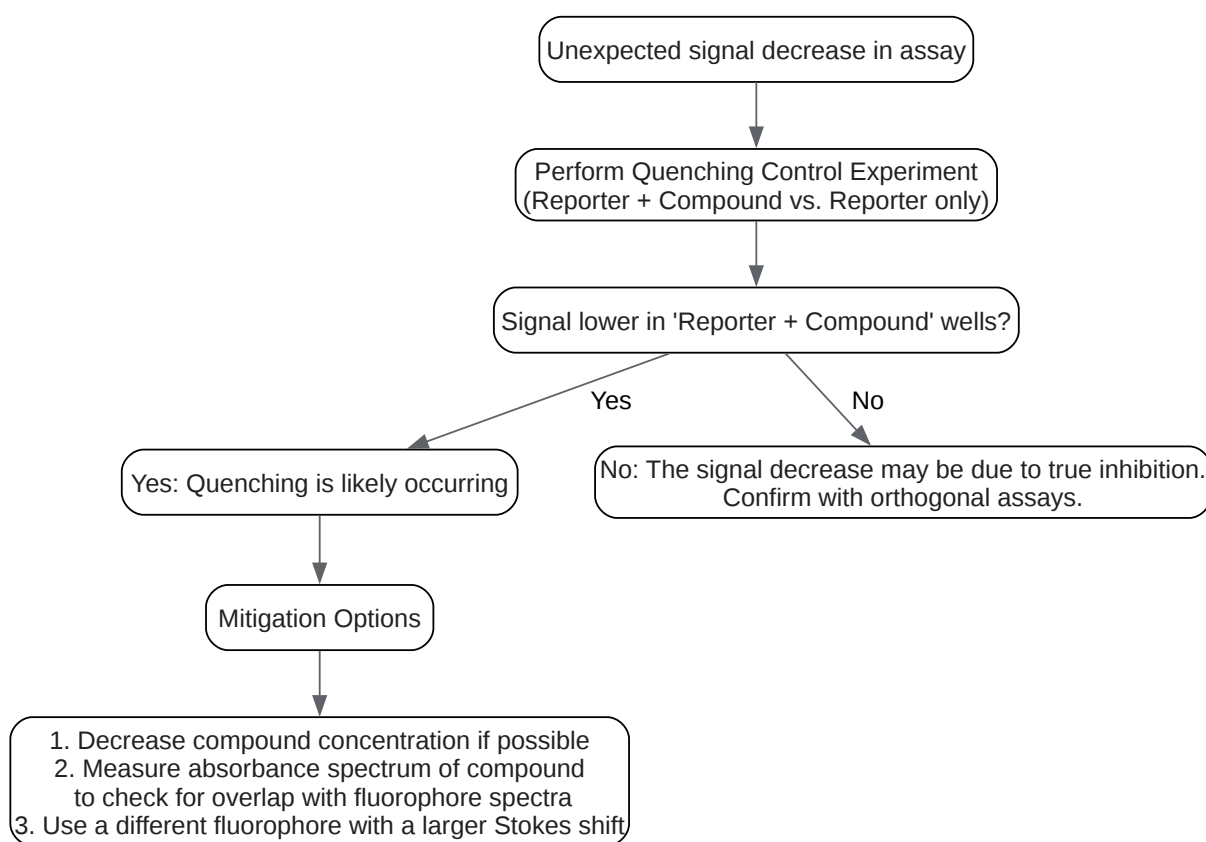 Unexpected signal decrease in assay
Perform Quenching Control Experiment
(Reporter + Compound vs. Reporter only)
Signal lower in 'Reporter + Compound' wells?
Yes
No
Yes: Quenching is likely occurring
No: The signal decrease may be due to true inhibition.
Confirm with orthogonal assays.
Mitigation Options
1. Decrease compound concentration if possible
2. Measure absorbance spectrum of compound
to check for overlap with fluorophore spectra
3. Use a different fluorophore with a larger Stokes shift